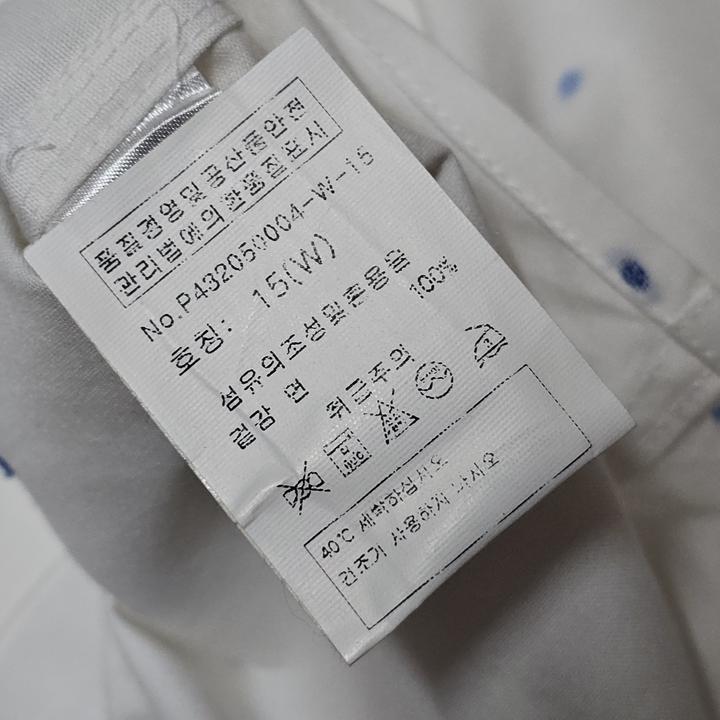 품질경영및공산품안전
관리법에의한품질표시
No.P432050004-W-15
호칭: 15(W)
섬유의조성및혼용율
겉감 면 100%
취급주의
40°C 세탁하십시오
건조기 사용하지 마시오